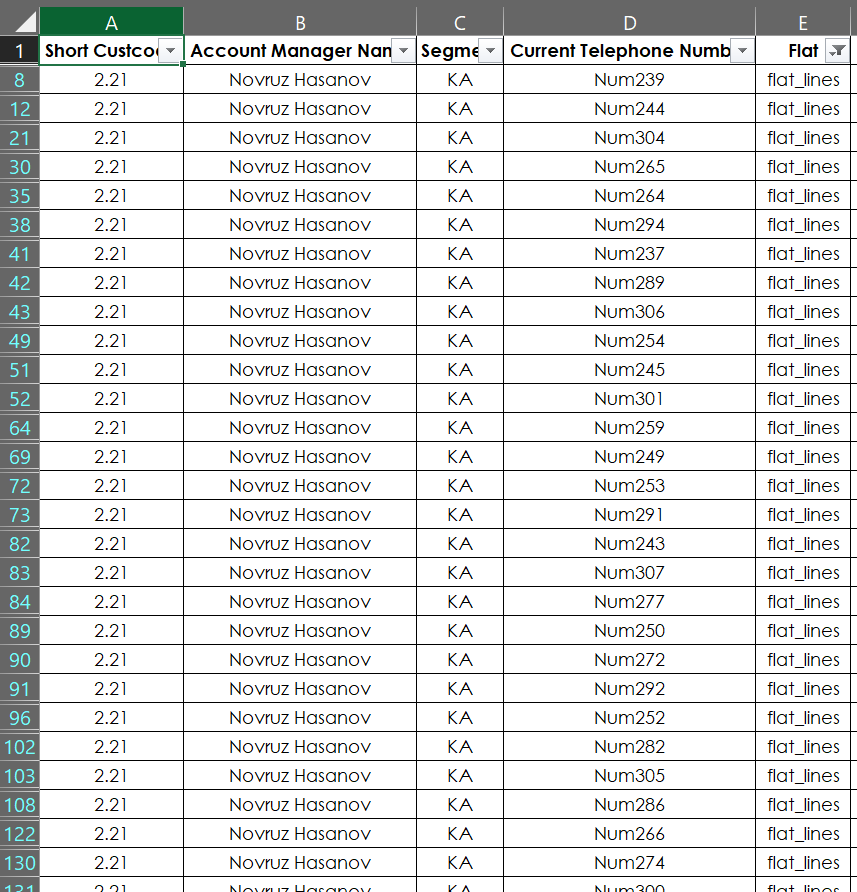 A B C D E
1 Short Custco Account Manager Nan Segme Current Telephone Numb Flat
8 2.21 Novruz Hasanov KA Num239 flat_lines
12 2.21 Novruz Hasanov KA Num244 flat_lines
21 2.21 Novruz Hasanov KA Num304 flat_lines
30 2.21 Novruz Hasanov KA Num265 flat_lines
35 2.21 Novruz Hasanov KA Num264 flat_lines
38 2.21 Novruz Hasanov KA Num294 flat_lines
41 2.21 Novruz Hasanov KA Num237 flat_lines
42 2.21 Novruz Hasanov KA Num289 flat_lines
43 2.21 Novruz Hasanov KA Num306 flat_lines
49 2.21 Novruz Hasanov KA Num254 flat_lines
51 2.21 Novruz Hasanov KA Num245 flat_lines
52 2.21 Novruz Hasanov KA Num301 flat_lines
64 2.21 Novruz Hasanov KA Num259 flat_lines
69 2.21 Novruz Hasanov KA Num249 flat_lines
72 2.21 Novruz Hasanov KA Num253 flat_lines
73 2.21 Novruz Hasanov KA Num291 flat_lines
82 2.21 Novruz Hasanov KA Num243 flat_lines
83 2.21 Novruz Hasanov KA Num307 flat_lines
84 2.21 Novruz Hasanov KA Num277 flat_lines
89 2.21 Novruz Hasanov KA Num250 flat_lines
90 2.21 Novruz Hasanov KA Num272 flat_lines
91 2.21 Novruz Hasanov KA Num292 flat_lines
96 2.21 Novruz Hasanov KA Num252 flat_lines
102 2.21 Novruz Hasanov KA Num282 flat_lines
103 2.21 Novruz Hasanov KA Num305 flat_lines
108 2.21 Novruz Hasanov KA Num286 flat_lines
122 2.21 Novruz Hasanov KA Num266 flat_lines
130 2.21 Novruz Hasanov KA Num274 flat_lines
131 2.21 Novruz Hasanov KA Num300 flat_lines